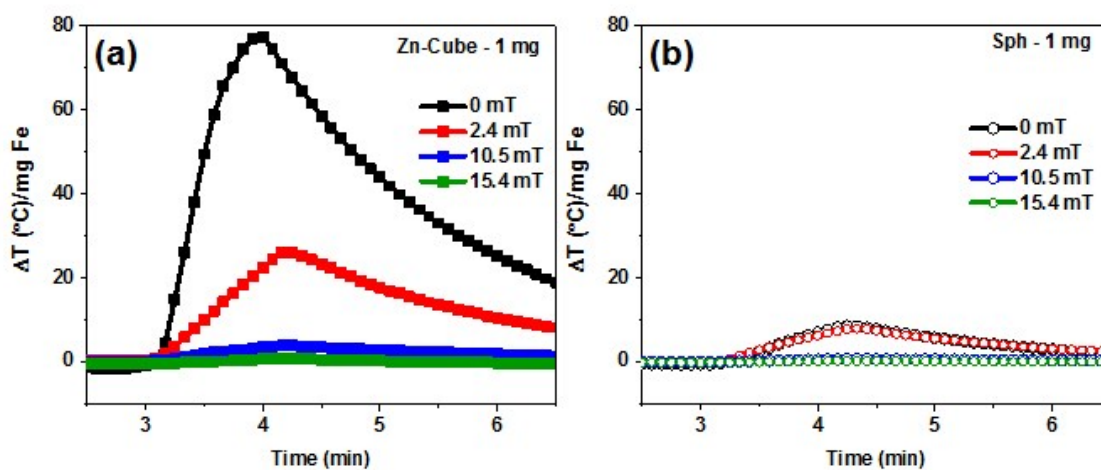 (a)
Zn-Cube - 1 mg
0 mT
2.4 mT
10.5 mT
15.4 mT
80
60
40
20
0
ΔT (ºC)/mg Fe
3
4
5
6
Time (min)
(b)
Sph - 1 mg
0 mT
2.4 mT
10.5 mT
15.4 mT
80
60
40
20
0
ΔT (ºC)/mg Fe
3
4
5
6
Time (min)